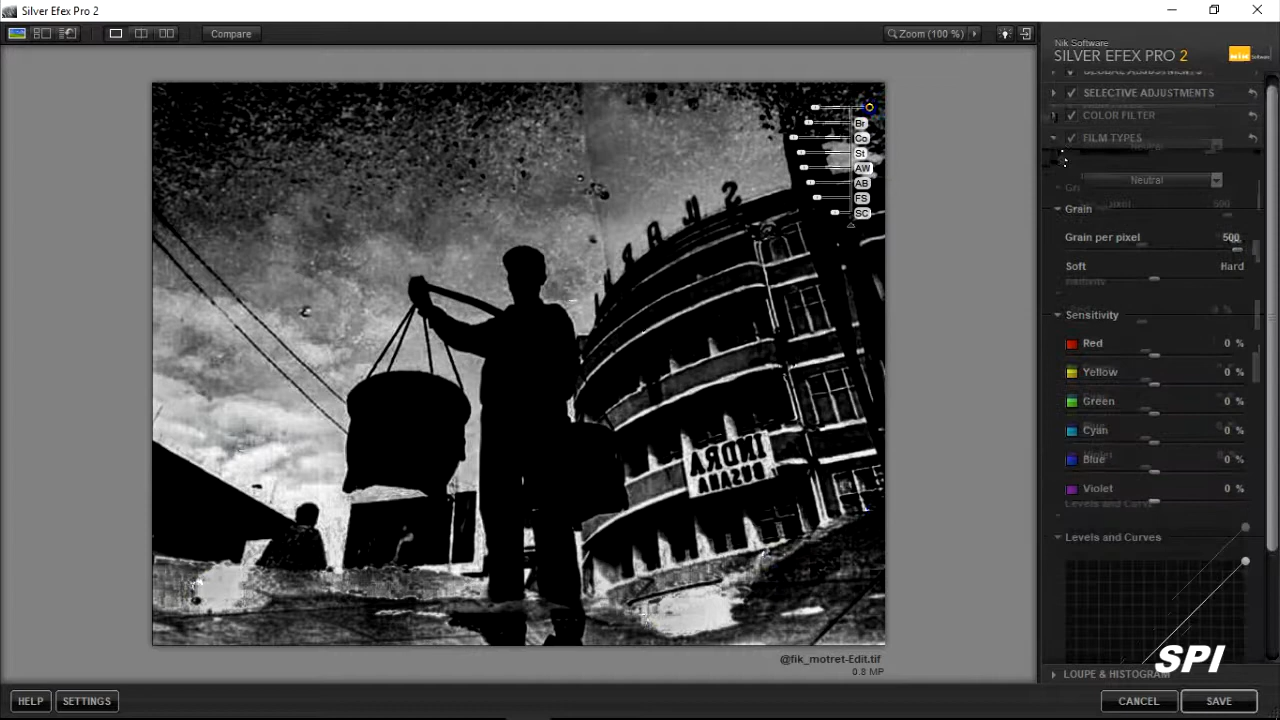 Silver Efex Pro 2
Compare
Zoom (100 %)
Nik Software
SILVER EFEX PRO 2
GLOBAL ADJUSTMENTS
SELECTIVE ADJUSTMENTS
COLOR FILTER
FILM TYPES
Neutral
Grain
Grain per pixel 500
Soft Hard
Sensitivity
Red 0 %
Yellow 0 %
Green 0 %
Cyan 0 %
Blue 0 %
Violet 0 %
Levels and Curves
Br
Co
St
AW
AB
FS
SC
INDRA
BUSANA
@fik_motret-Edit.tif
0.8 MP
SPI
LOUPE & HISTOGRAM
HELP
SETTINGS
CANCEL
SAVE